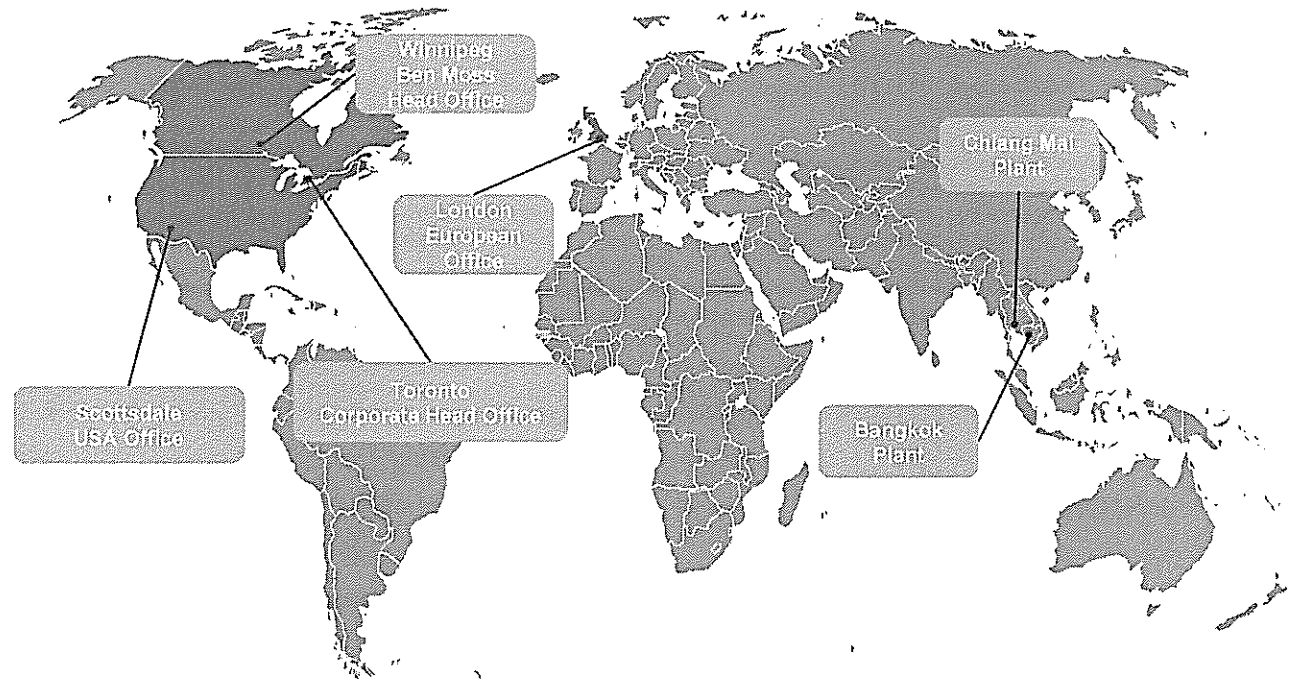 Winnipeg
Ben Moss
Head Office
Chiang Mai
Plant
London
European
Office
Toronto
Corporate Head Office
Scottsdale
USA Office
Bangkok
Plant